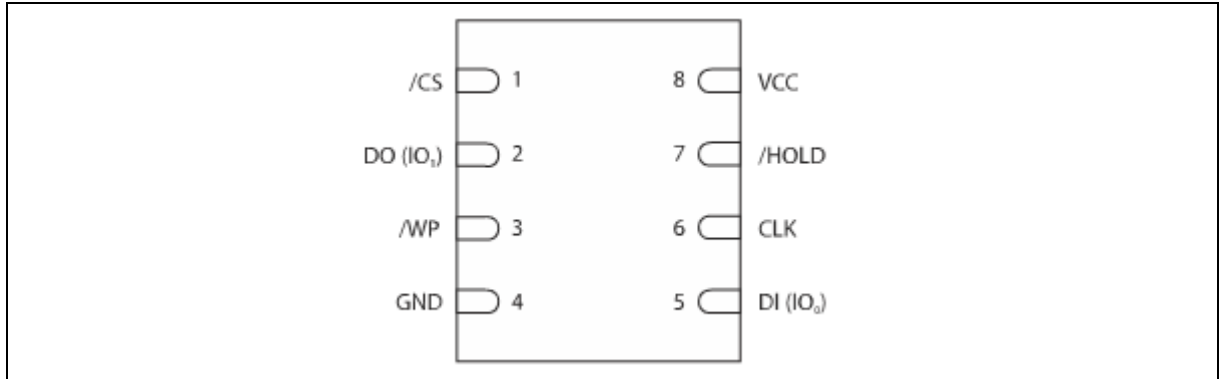 /CS 1 8 VCC
DO (IO₁) 2 7 /HOLD
/WP 3 6 CLK
GND 4 5 DI (IO₀)